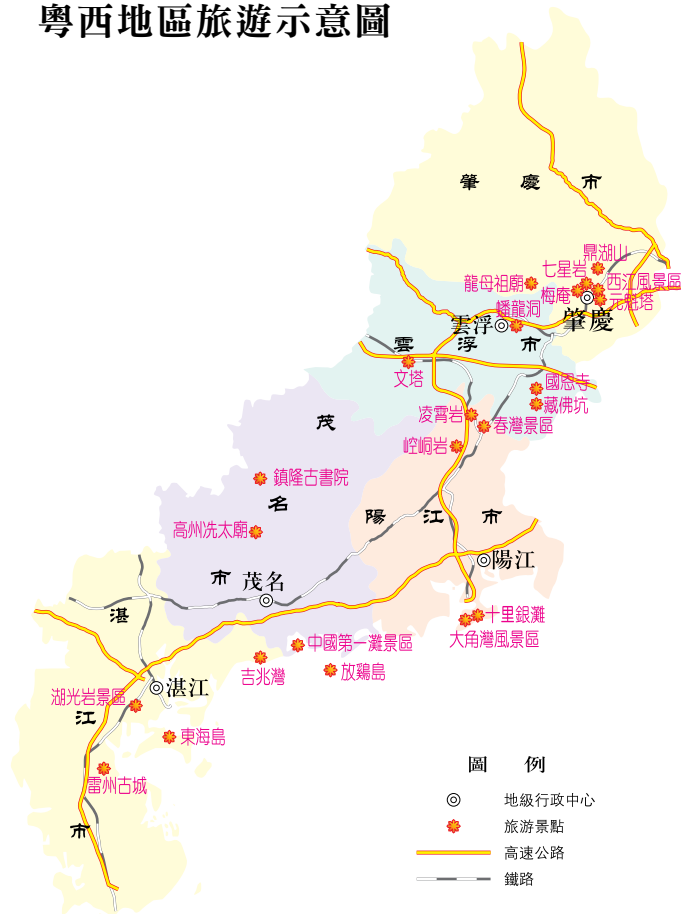 粵西地區旅遊示意圖
肇慶市
鼎湖山
七星岩
龍母祖廟
西江風景區
梅庵
元魁塔
蟠龍洞
肇慶
雲浮
雲浮市
文塔
國恩寺
藏佛坑
凌霄岩
春灣景區
茂名市
崆峒岩
鎮隆古書院
陽江市
高州冼太廟
陽江
茂名
湛江市
十里銀灘
大角灣風景區
中國第一灘景區
吉兆灣
放鷄島
湛江
湖光岩景區
東海島
雷州古城
圖例
地級行政中心
旅游景點
高速公路
鐵路